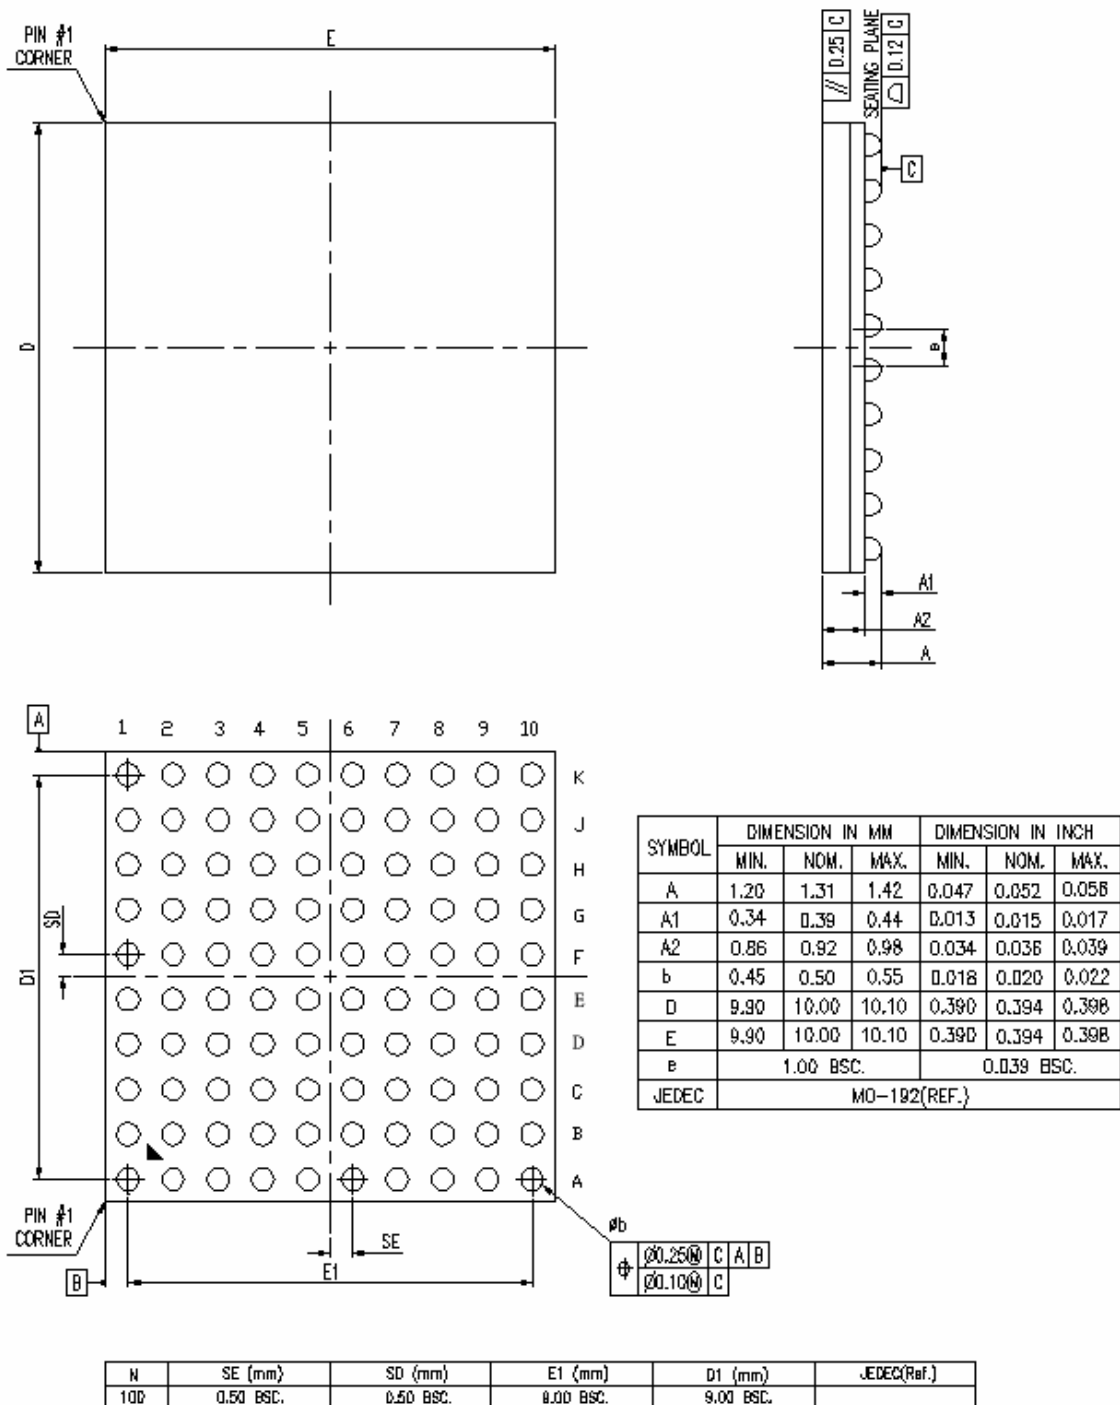 PIN #1
CORNER
E
D
// 0.25 C
SEATING PLANE
0.12 C
C
e
A1
A2
A
A
1 2 3 4 5 6 7 8 9 10
K
J
H
G
F
E
D
C
B
A
SD
D1
PIN #1
CORNER
B
SE
E1
Øb
Ø0.25Ⓜ C A B
Ø0.10Ⓜ C
SYMBOL DIMENSION IN MM DIMENSION IN INCH
MIN. NOM. MAX. MIN. NOM. MAX.
A 1.20 1.31 1.42 0.047 0.052 0.056
A1 0.34 0.39 0.44 0.013 0.015 0.017
A2 0.86 0.92 0.98 0.034 0.036 0.039
b 0.45 0.50 0.55 0.018 0.020 0.022
D 9.90 10.00 10.10 0.390 0.394 0.398
E 9.90 10.00 10.10 0.390 0.394 0.398
e 1.00 BSC. 0.039 BSC.
JEDEC MO-192(REF.)
N SE (mm) SD (mm) E1 (mm) D1 (mm) JEDEC(Ref.)
100 0.50 BSC. 0.50 BSC. 9.00 BSC. 9.00 BSC.